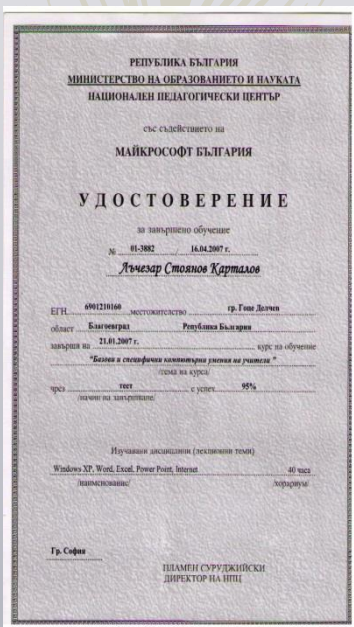 РЕПУБЛИКА БЪЛГАРИЯ
МИНИСТЕРСТВО НА ОБРАЗОВАНИЕТО И НАУКАТА
НАЦИОНАЛЕН ПЕДАГОГИЧЕСКИ ЦЕНТЪР
със съдействието на
МАЙКРОСОФТ БЪЛГАРИЯ
УДОСТОВЕРЕНИЕ
за завършено обучение
№ 01-3882 / 16.04.2007 г.
Лъчезар Стоянов Карталов
ЕГН 6901210160 местожителство гр. Гоце Делчев
област Благоевград Република България
завърши на 21.01.2007 г. курс на обучение
"Базови и специфични компютърни умения на учителя "
/тема на курса/
чрез тест с успех 95%
/начин на завършване/
Изучавани дисциплини (лекционни теми)
Windows XP, Word, Excel, Power Point, Internet 40 часа
/наименование/ /хорариум/
Гр. София
ПЛАМЕН СУРУДЖИЙСКИ
ДИРЕКТОР НА НПЦ